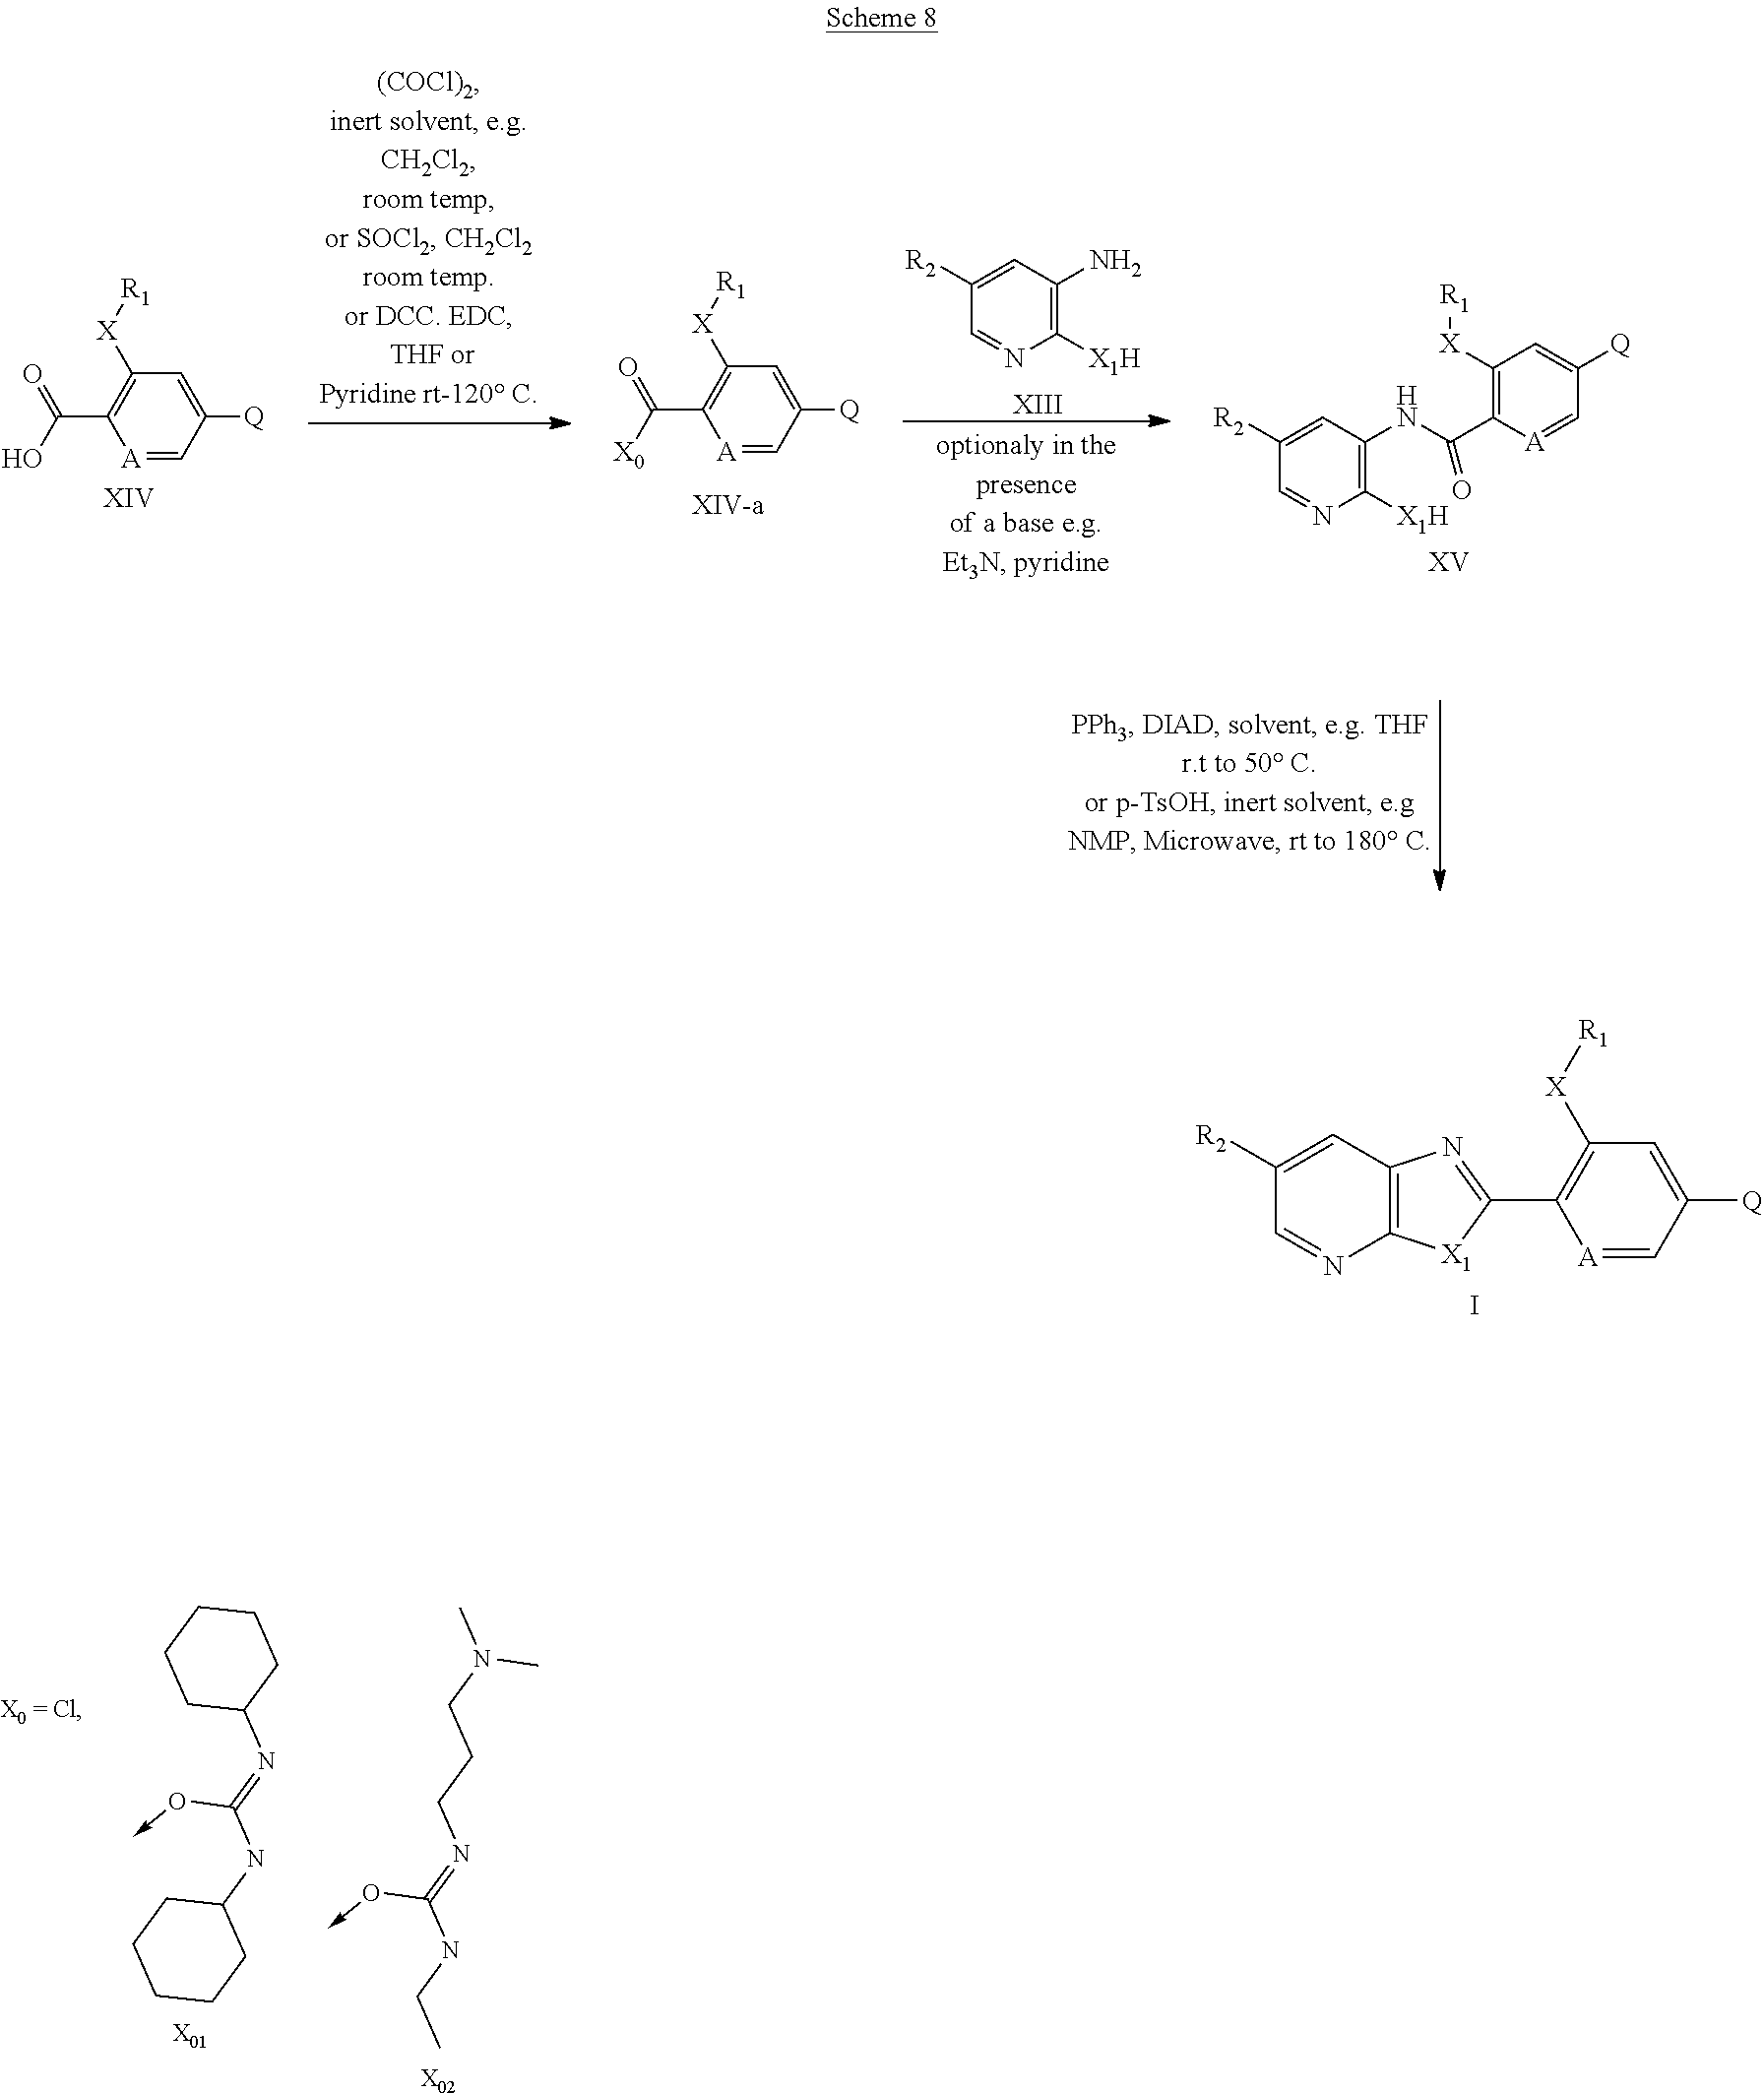 Scheme 8
(COCl)2,
inert solvent, e.g.
CH2Cl2,
room temp,
or SOCl2, CH2Cl2
room temp.
or DCC. EDC,
THF or
Pyridine rt-120° C.
R1
X
O
HO
A
Q
XIV
R1
X
O
X0
A
Q
XIV-a
R2
NH2
N
X1H
XIII
optionaly in the
presence
of a base e.g.
Et3N, pyridine
R1
X
Q
H
N
R2
A
O
N
X1H
XV
PPh3, DIAD, solvent, e.g. THF
r.t to 50° C.
or p-TsOH, inert solvent, e.g
NMP, Microwave, rt to 180° C.
R1
X
R2
N
Q
N
X1
A
I
X0 = Cl,
N
O
N
X01
N
N
O
N
X02